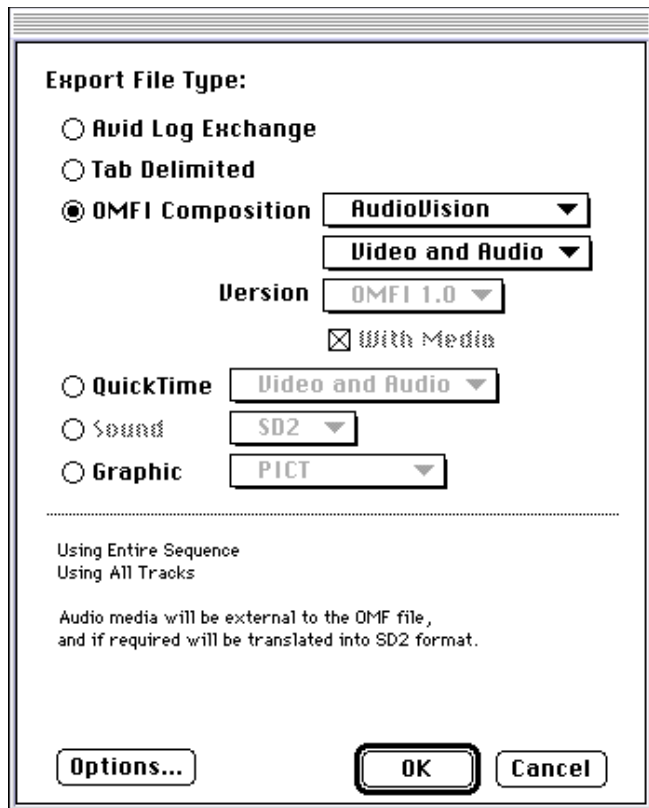 Export File Type:
Avid Log Exchange
Tab Delimited
OMFI Composition AudioVision
Video and Audio
Version OMFI 1.0
With Media
QuickTime Video and Audio
Sound SD2
Graphic PICT
Using Entire Sequence
Using All Tracks
Audio media will be external to the OMF file,
and if required will be translated into SD2 format.
Options... OK Cancel